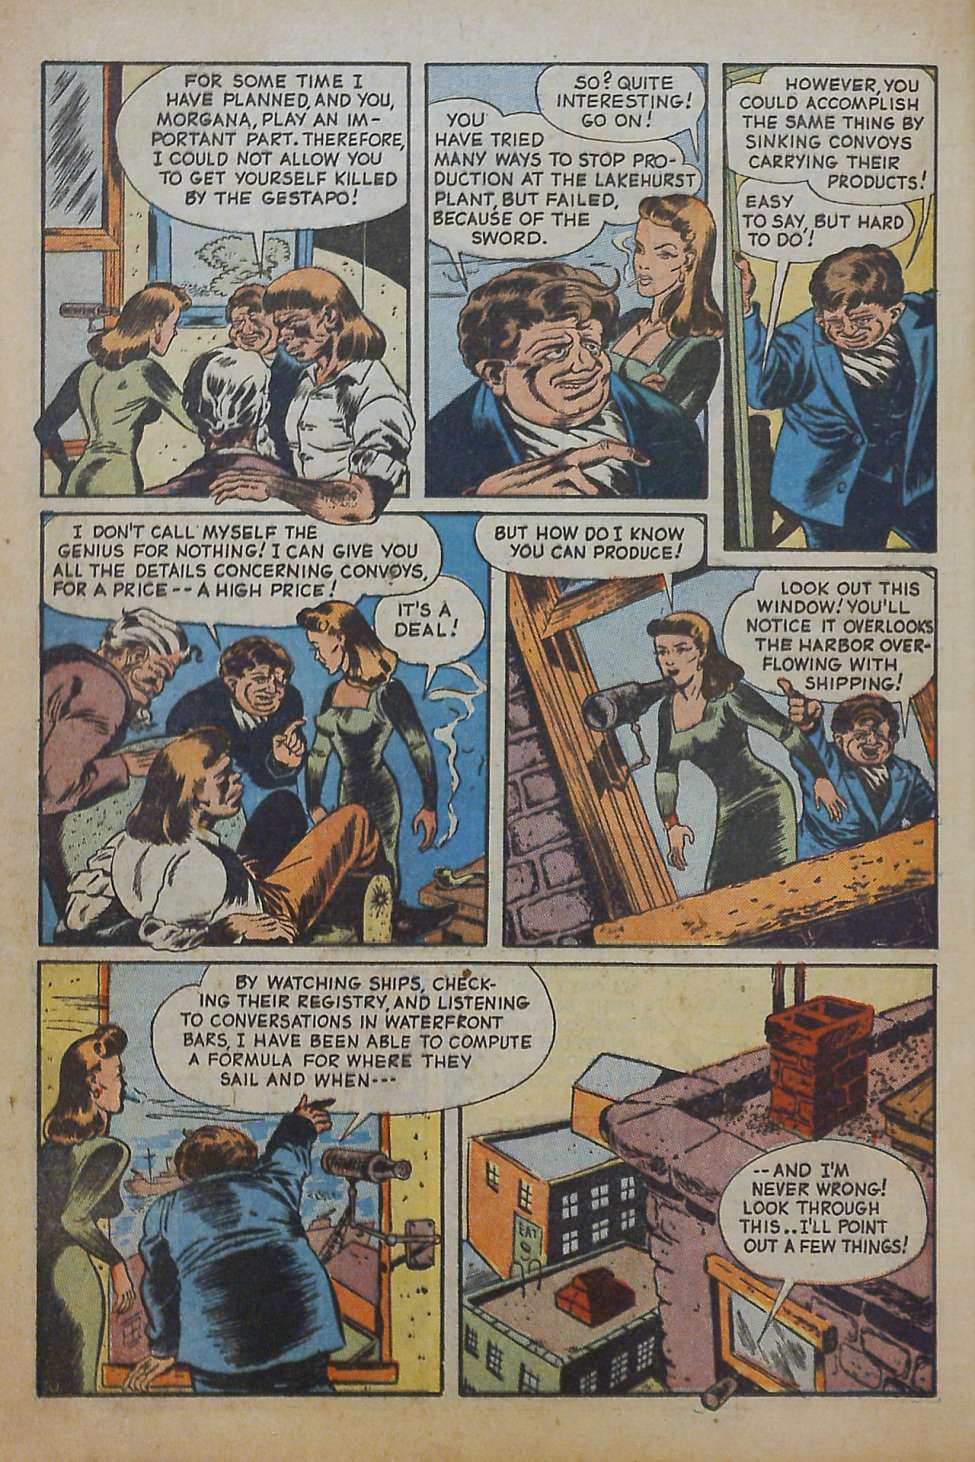 FOR SOME TIME I
HAVE PLANNED, AND YOU,
MORGANA, PLAY AN IM-
PORTANT PART. THEREFORE,
I COULD NOT ALLOW YOU
TO GET YOURSELF KILLED
BY THE GESTAPO!
YOU
HAVE TRIED
MANY WAYS TO STOP PRO-
DUCTION AT THE LAKEHURST
PLANT, BUT FAILED,
BECAUSE OF THE
SWORD.
SO? QUITE
INTERESTING!
GO ON!
HOWEVER, YOU
COULD ACCOMPLISH
THE SAME THING BY
SINKING CONVOYS
CARRYING THEIR
PRODUCTS!
EASY
TO SAY, BUT HARD
TO DO!
I DON'T CALL MYSELF THE
GENIUS FOR NOTHING! I CAN GIVE YOU
ALL THE DETAILS CONCERNING CONVOYS,
FOR A PRICE -- A HIGH PRICE!
IT'S A
DEAL!
BUT HOW DO I KNOW
YOU CAN PRODUCE!
LOOK OUT THIS
WINDOW! YOU'LL
NOTICE IT OVERLOOKS
THE HARBOR OVER-
FLOWING WITH
SHIPPING!
BY WATCHING SHIPS, CHECK-
ING THEIR REGISTRY, AND LISTENING
TO CONVERSATIONS IN WATERFRONT
BARS, I HAVE BEEN ABLE TO COMPUTE
A FORMULA FOR WHERE THEY
SAIL AND WHEN---
EAT
-- AND I'M
NEVER WRONG!
LOOK THROUGH
THIS.. I'LL POINT
OUT A FEW THINGS!